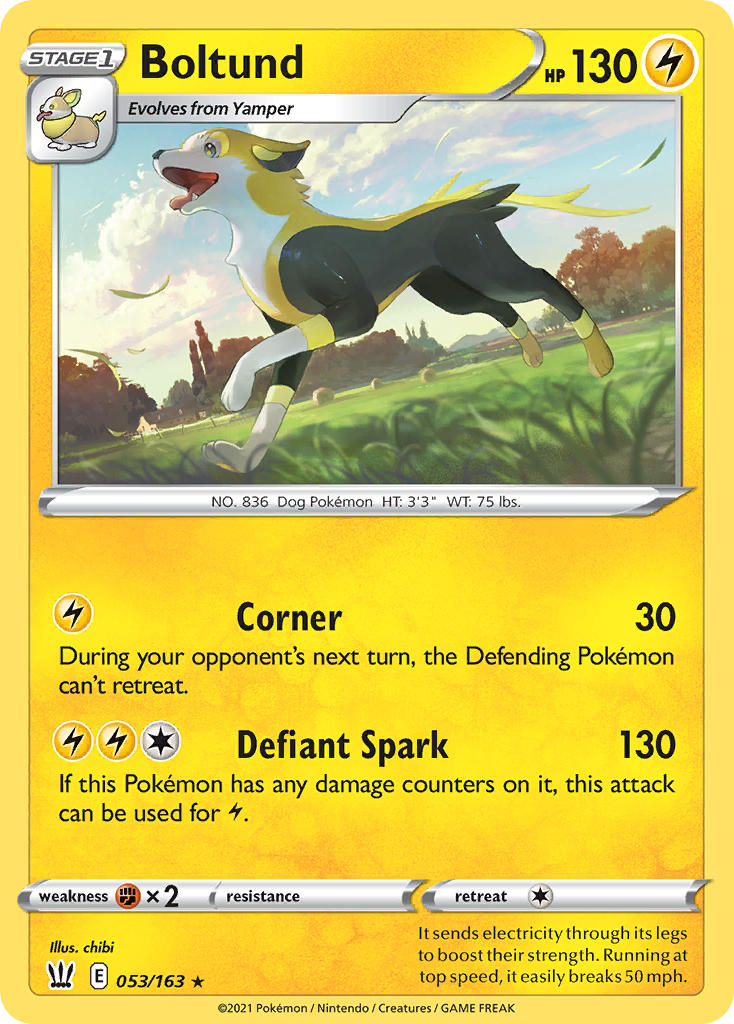 STAGE1
Boltund
HP 130
Evolves from Yamper
NO. 836 Dog Pokémon HT: 3'3" WT: 75 lbs.
Corner 30
During your opponent's next turn, the Defending Pokémon
can't retreat.
Defiant Spark 130
If this Pokémon has any damage counters on it, this attack
can be used for .
weakness ×2 resistance retreat
Illus. chibi
E 053/163 ★
It sends electricity through its legs
to boost their strength. Running at
top speed, it easily breaks 50 mph.
©2021 Pokémon / Nintendo / Creatures / GAME FREAK